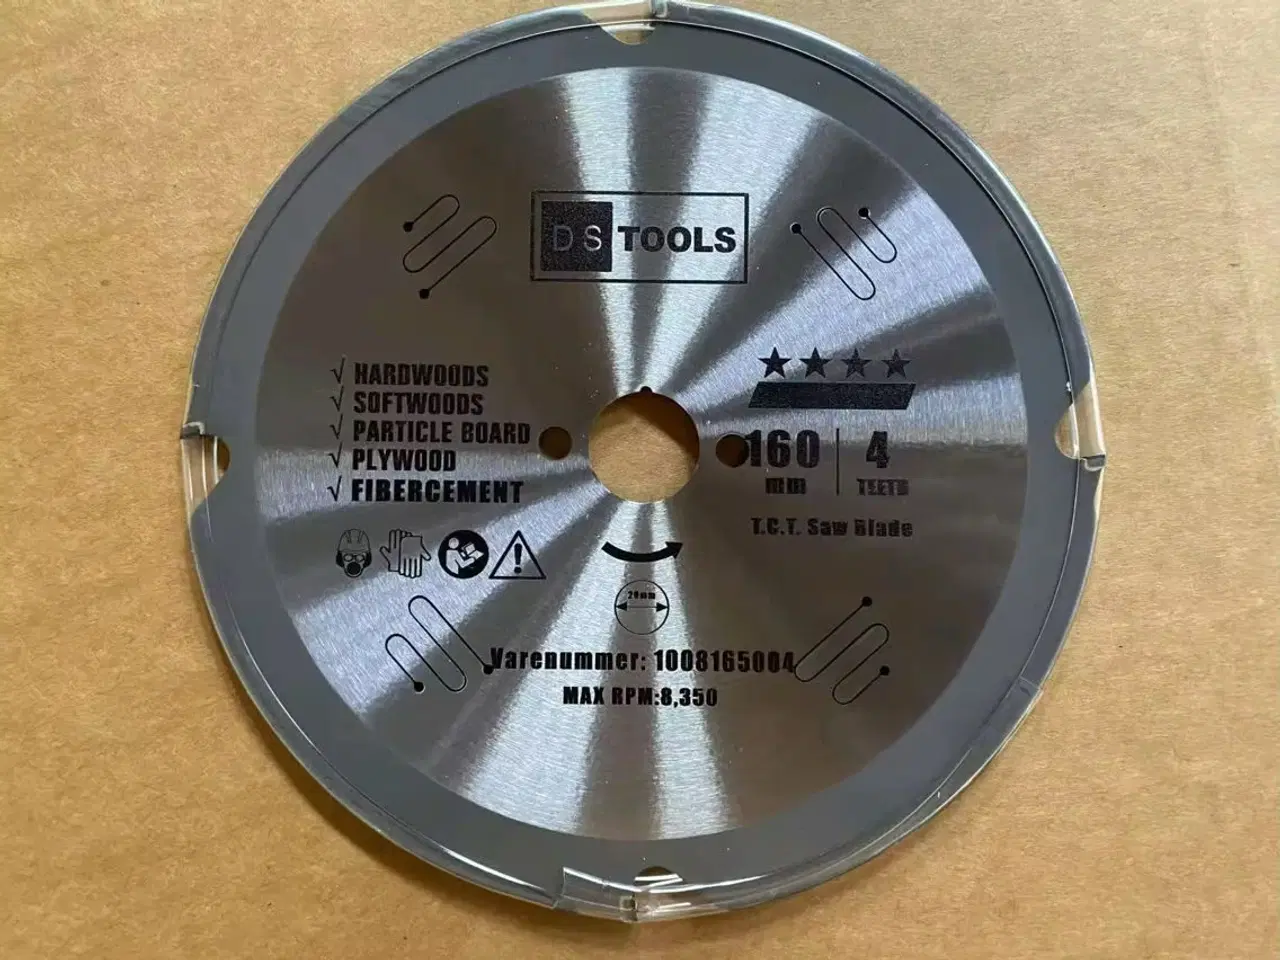 DS TOOLS
√ HARDWOODS
√ SOFTWOODS
√ PARTICLE BOARD
√ PLYWOOD
√ FIBERCEMENT
160 mm | 4 TEETH
T.C.T. Saw Blade
20mm
Varenummer: 1008165004
MAX RPM:8,350